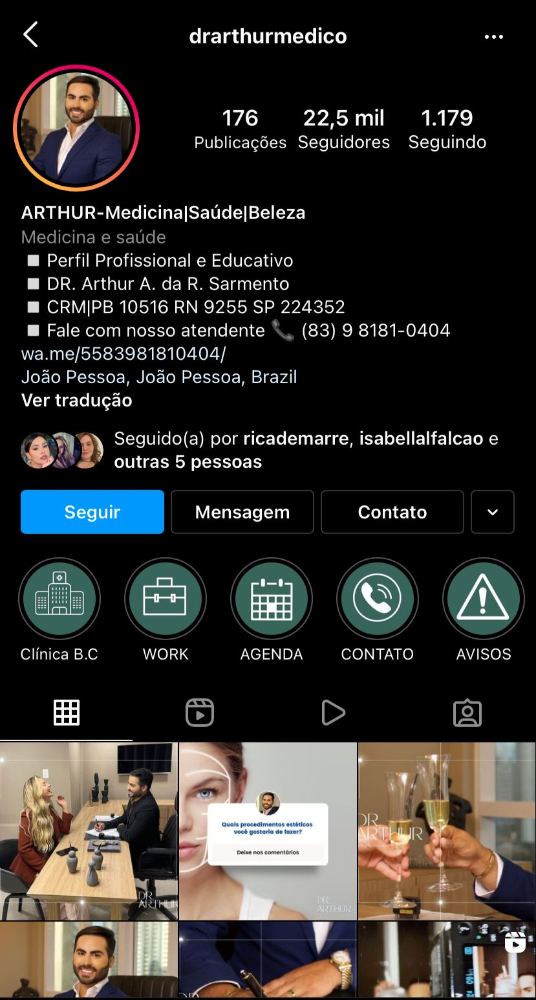 drarthurmedico
176 22,5 mil 1.179
Publicações Seguidores Seguindo
ARTHUR-Medicina|Saúde|Beleza
Medicina e saúde
Perfil Profissional e Educativo
DR. Arthur A. da R. Sarmento
CRM|PB 10516 RN 9255 SP 224352
Fale com nosso atendente 📞 (83) 9 8181-0404
wa.me/5583981810404/
João Pessoa, João Pessoa, Brazil
Ver tradução
Seguido(a) por ricademarre, isabellalfalcao e
outras 5 pessoas
Seguir Mensagem Contato
Clínica B.C WORK AGENDA CONTATO AVISOS
DR.
ARTHUR
Quais procedimentos estéticos
você gostaria de fazer?
Deixe nos comentários
DR.
ARTHUR
DR.
ARTHUR